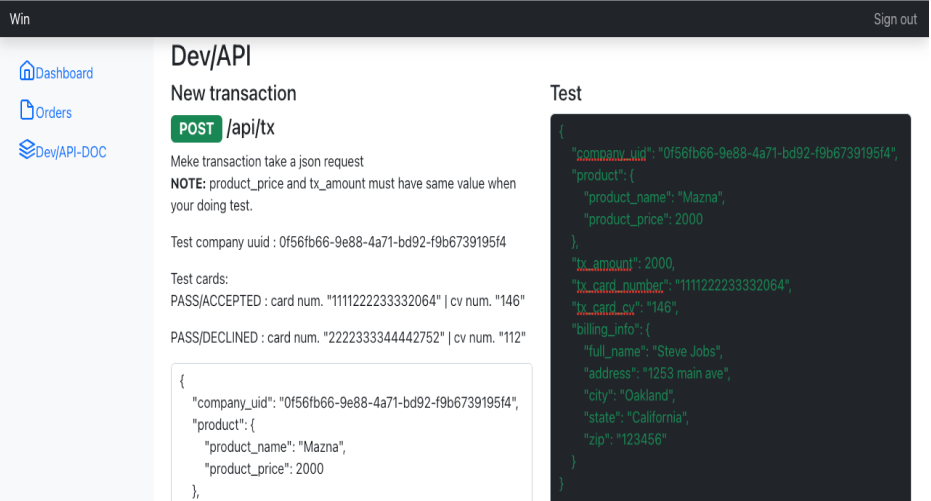 Win
Sign out
Dashboard
Orders
Dev/API-DOC
Dev/API
New transaction
POST /api/tx
Meke transaction take a json request
NOTE: product_price and tx_amount must have same value when
your doing test.
Test company uuid : 0f56fb66-9e88-4a71-bd92-f9b6739195f4
Test cards:
PASS/ACCEPTED : card num. "1111222233332064" | cv num. "146"
PASS/DECLINED : card num. "2222333344442752" | cv num. "112"
{
"company_uid": "0f56fb66-9e88-4a71-bd92-f9b6739195f4",
"product": {
"product_name": "Mazna",
"product_price": 2000
},
Test
{
"company_uid": "0f56fb66-9e88-4a71-bd92-f9b6739195f4",
"product": {
"product_name": "Mazna",
"product_price": 2000
},
"tx_amount": 2000,
"tx_card_number": "1111222233332064",
"tx_card_cv": "146",
"billing_info": {
"full_name": "Steve Jobs",
"address": "1253 main ave",
"city": "Oakland",
"state": "California",
"zip": "123456"
}
}